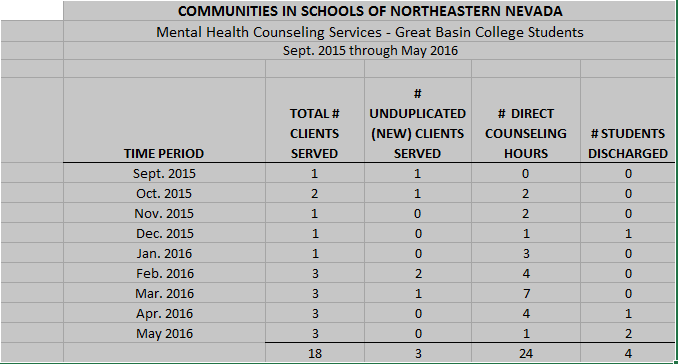 COMMUNITIES IN SCHOOLS OF NORTHEASTERN NEVADA
Mental Health Counseling Services - Great Basin College Students
Sept. 2015 through May 2016
TIME PERIOD TOTAL # CLIENTS SERVED # UNDUPLICATED (NEW) CLIENTS SERVED # DIRECT COUNSELING HOURS # STUDENTS DISCHARGED
Sept. 2015 1 1 0 0
Oct. 2015 2 1 2 0
Nov. 2015 1 0 2 0
Dec. 2015 1 0 1 1
Jan. 2016 1 0 3 0
Feb. 2016 3 2 4 0
Mar. 2016 3 1 7 0
Apr. 2016 3 0 4 1
May 2016 3 0 1 2
18 3 24 4